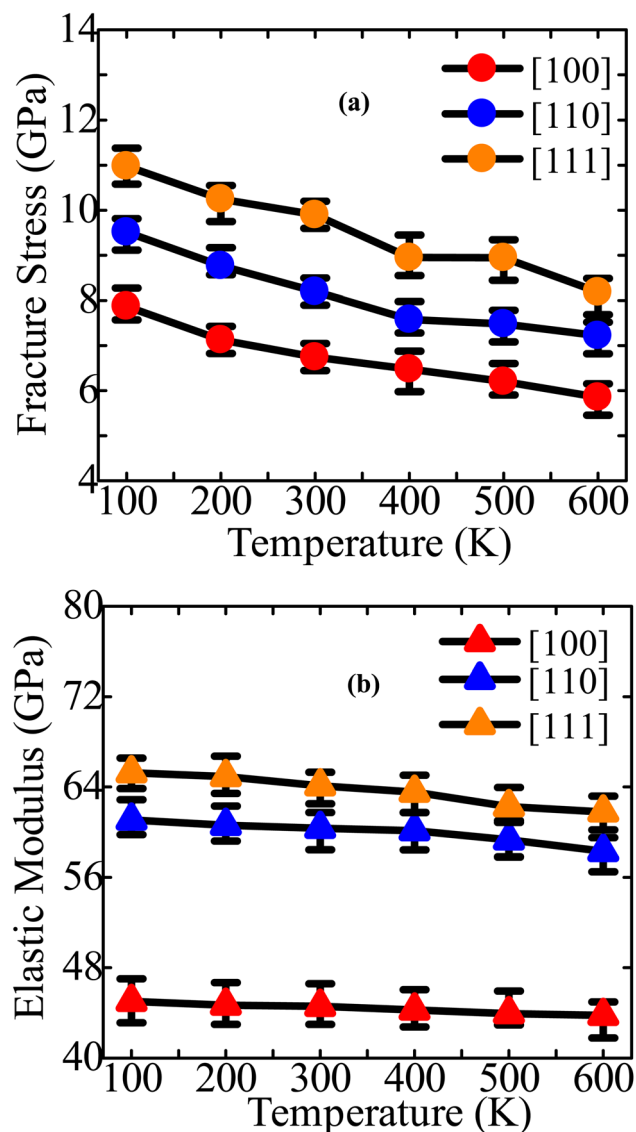 14
12
10
8
6
4
Fracture Stress (GPa)
(a)
[100]
[110]
[111]
100 200 300 400 500 600
Temperature (K)
80
72
64
56
48
40
Elastic Modulus (GPa)
(b)
[100]
[110]
[111]
100 200 300 400 500 600
Temperature (K)